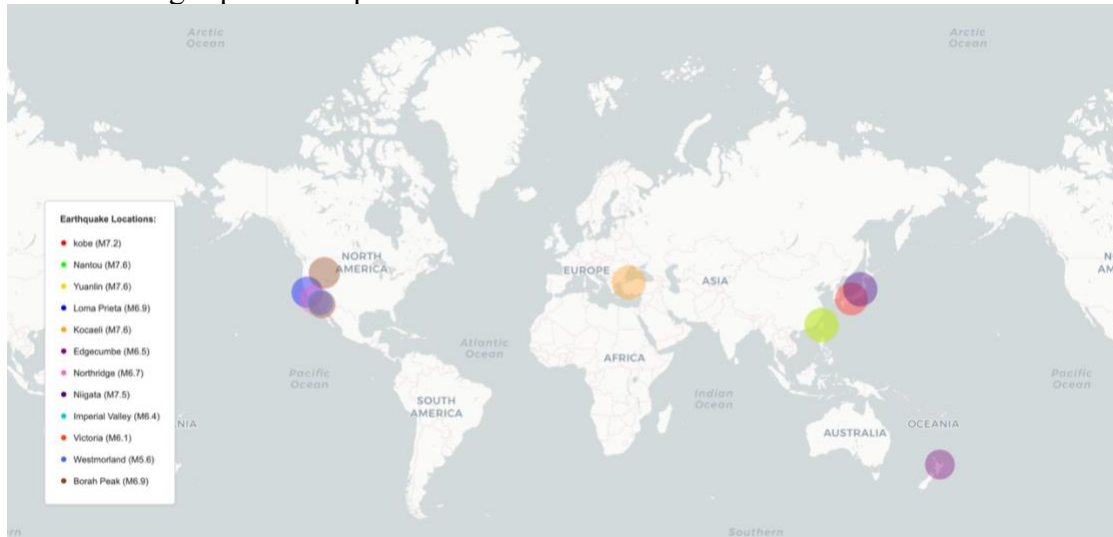 Arctic
Ocean
Arctic
Ocean
NORTH
AMERICA
EUROPE
ASIA
N
AM
Atlantic
Ocean
AFRICA
Pacific
Ocean
Pacific
Ocean
Indian
Ocean
SOUTH
AMERICA
NIA
AUSTRALIA
OCEANIA
Earthquake Locations:
kobe (M7.2)
Nantou (M7.6)
Yuanlin (M7.6)
Loma Prieta (M6.9)
Kocaeli (M7.6)
Edgecumbe (M6.5)
Northridge (M6.7)
Niigata (M7.5)
Imperial Valley (M6.4)
Victoria (M6.1)
Westmorland (M5.6)
Borah Peak (M6.9)
rn
Southern